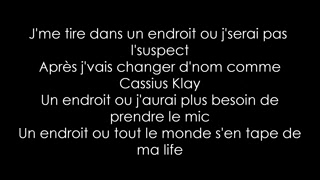 J'me tire dans un endroit ou j'serai pas
l'suspect
Après j'vais changer d'nom comme
Cassius Klay
Un endroit ou j'aurai plus besoin de
prendre le mic
Un endroit ou tout le monde s'en tape de
ma life